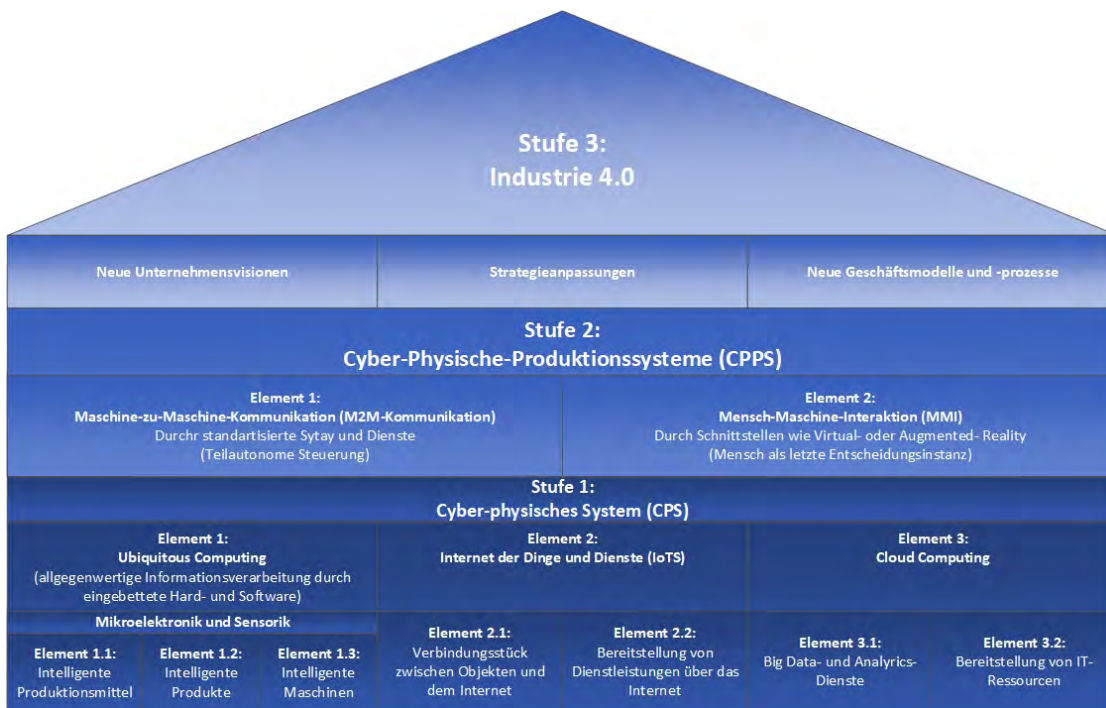 Stufe 3:
Industrie 4.0
Neue Unternehmensvisionen
Strategieanpassungen
Neue Geschäftsmodelle und -prozesse
Stufe 2:
Cyber-Physische-Produktionssysteme (CPPS)
Element 1:
Maschine-zu-Maschine-Kommunikation (M2M-Kommunikation)
Durchr standartisierte Sytay und Dienste
(Teilautonome Steuerung)
Element 2:
Mensch-Maschine-Interaktion (MMI)
Durch Schnittstellen wie Virtual- oder Augmented- Reality
(Mensch als letzte Entscheidungsinstanz)
Stufe 1:
Cyber-physisches System (CPS)
Element 1:
Ubiquitous Computing
(allgegenwertige Informationsverarbeitung durch
eingebettete Hard- und Software)
Element 2:
Internet der Dinge und Dienste (IoTS)
Element 3:
Cloud Computing
Mikroelektronik und Sensorik
Element 1.1:
Intelligente
Produktionsmittel
Element 1.2:
Intelligente
Produkte
Element 1.3:
Intelligente
Maschinen
Element 2.1:
Verbindungsstück
zwischen Objekten und
dem Internet
Element 2.2:
Bereitstellung von
Dienstleistungen über das
Internet
Element 3.1:
Big Data- und Analyrics-
Dienste
Element 3.2:
Bereitstellung von IT-
Ressourcen